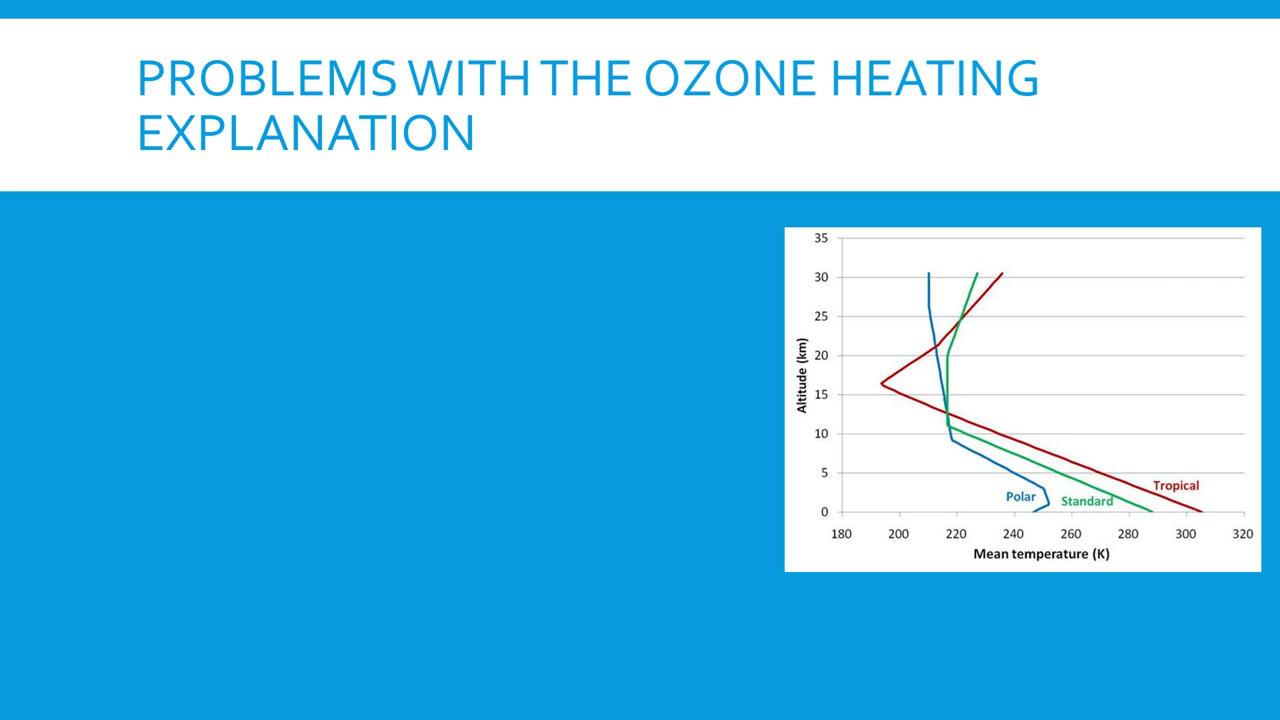 PROBLEMS WITH THE OZONE HEATING
EXPLANATION
35
30
25
20
15
10
5
0
Altitude (km)
Polar
Standard
Tropical
180 200 220 240 260 280 300 320
Mean temperature (K)